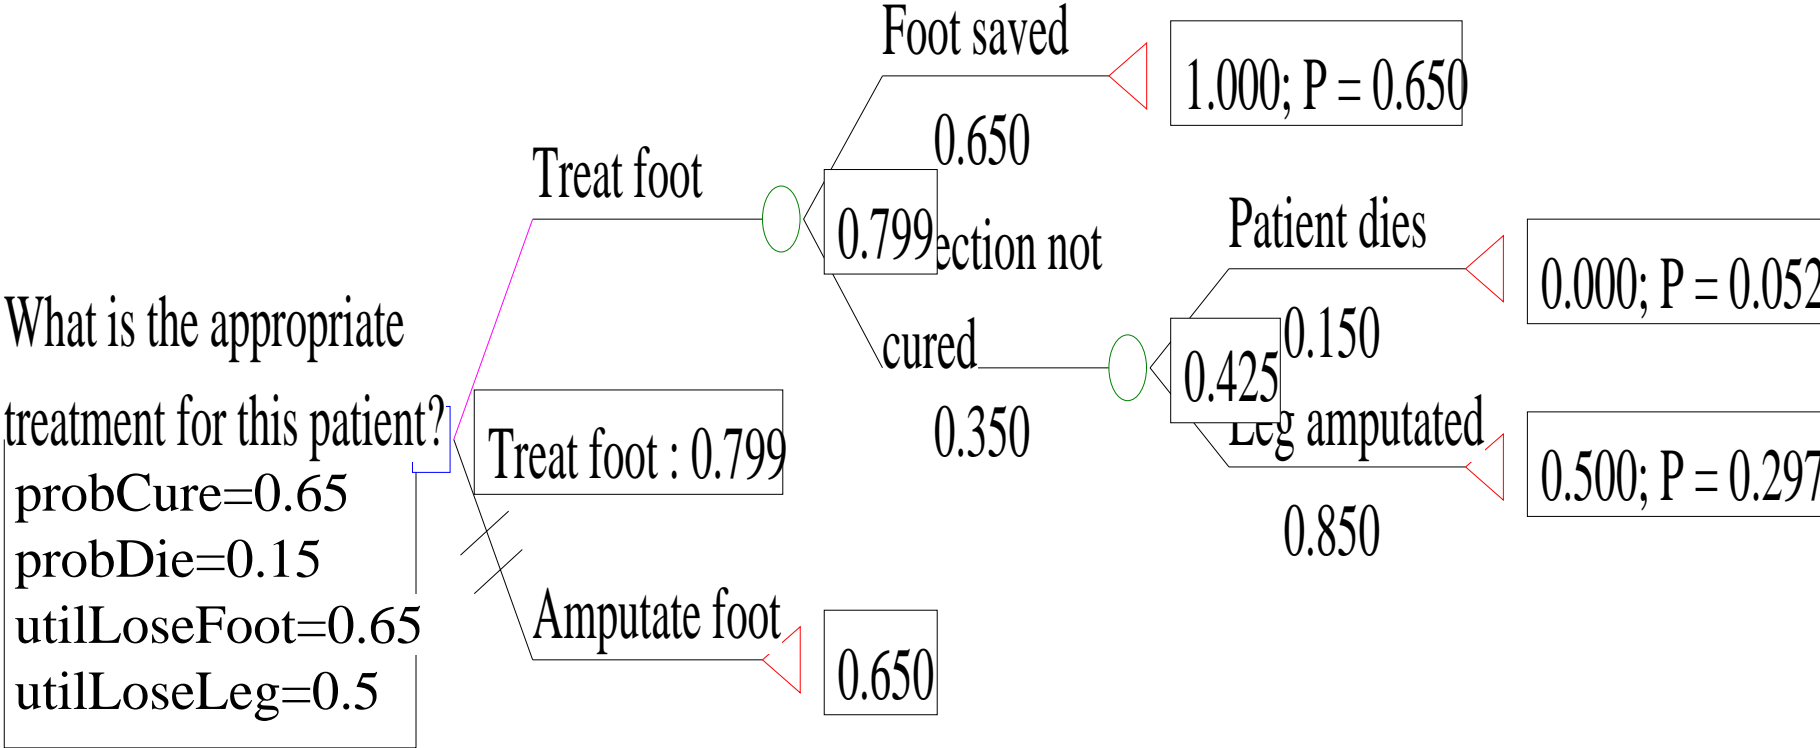 Foot saved
1.000; P = 0.650
0.650
Treat foot
0.799
ection not
cured
0.350
Patient dies
0.000; P = 0.052
0.150
0.425
Leg amputated
0.500; P = 0.297
0.850
What is the appropriate
treatment for this patient?
Treat foot : 0.799
probCure=0.65
probDie=0.15
utilLoseFoot=0.65
utilLoseLeg=0.5
Amputate foot
0.650